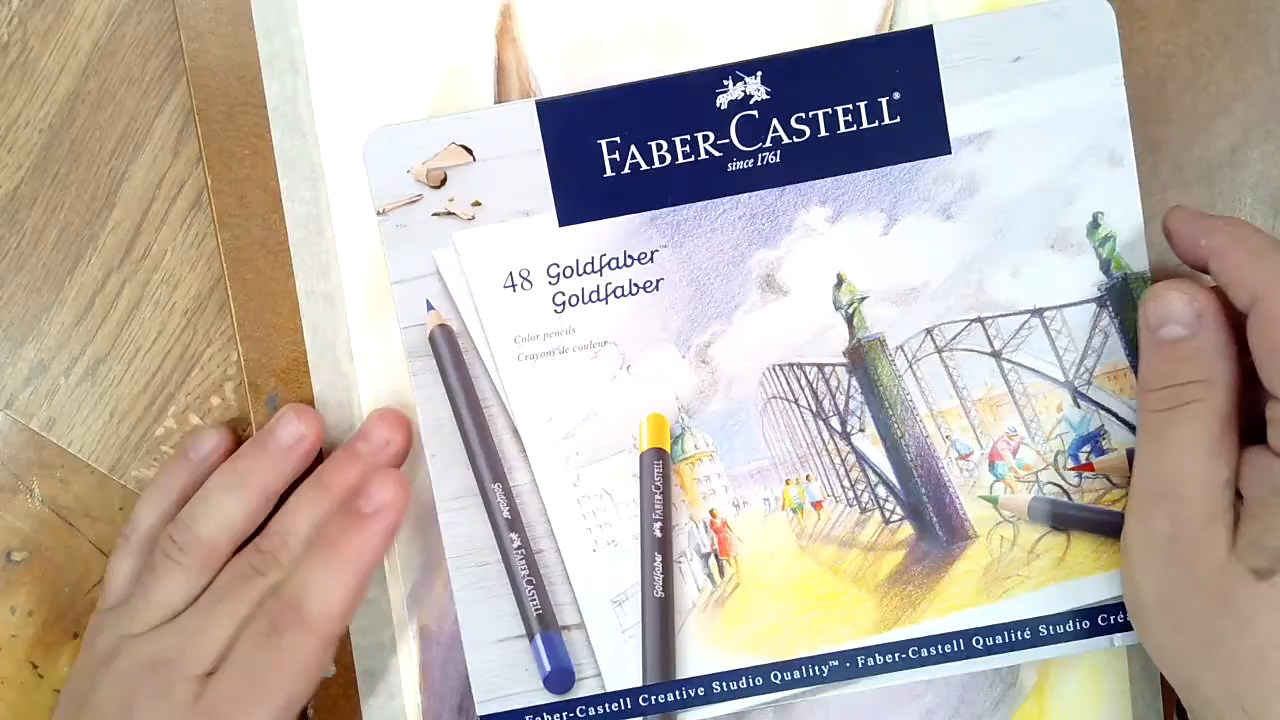 FABER-CASTELL®
since 1761
48 Goldfaber™
Goldfaber
Color pencils
Crayons de couleur
FABER-CASTELL Goldfaber
Goldfaber FABER-CASTELL
Faber-Castell Creative Studio Quality™ · Faber-Castell Qualité Studio Cré